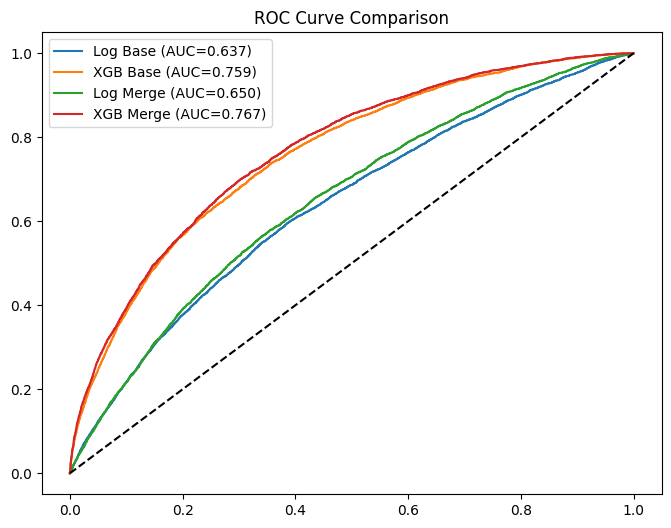 ROC Curve Comparison
Log Base (AUC=0.637)
XGB Base (AUC=0.759)
Log Merge (AUC=0.650)
XGB Merge (AUC=0.767)
1.0
0.8
0.6
0.4
0.2
0.0
0.0 0.2 0.4 0.6 0.8 1.0